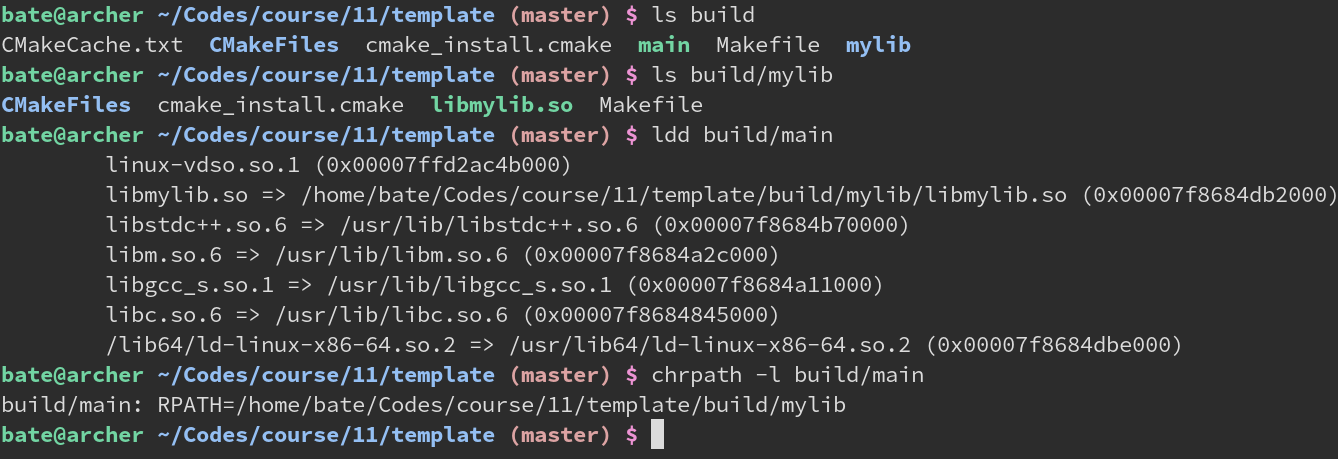 bate@archer ~/Codes/course/11/template (master) $ ls build
CMakeCache.txt  CMakeFiles  cmake_install.cmake  main  Makefile  mylib
bate@archer ~/Codes/course/11/template (master) $ ls build/mylib
CMakeFiles  cmake_install.cmake  libmylib.so  Makefile
bate@archer ~/Codes/course/11/template (master) $ ldd build/main
        linux-vdso.so.1 (0x00007ffd2ac4b000)
        libmylib.so => /home/bate/Codes/course/11/template/build/mylib/libmylib.so (0x00007f8684db2000)
        libstdc++.so.6 => /usr/lib/libstdc++.so.6 (0x00007f8684b70000)
        libm.so.6 => /usr/lib/libm.so.6 (0x00007f8684a2c000)
        libgcc_s.so.1 => /usr/lib/libgcc_s.so.1 (0x00007f8684a11000)
        libc.so.6 => /usr/lib/libc.so.6 (0x00007f8684845000)
        /lib64/ld-linux-x86-64.so.2 => /usr/lib64/ld-linux-x86-64.so.2 (0x00007f8684dbe000)
bate@archer ~/Codes/course/11/template (master) $ chrpath -l build/main
build/main: RPATH=/home/bate/Codes/course/11/template/build/mylib
bate@archer ~/Codes/course/11/template (master) $